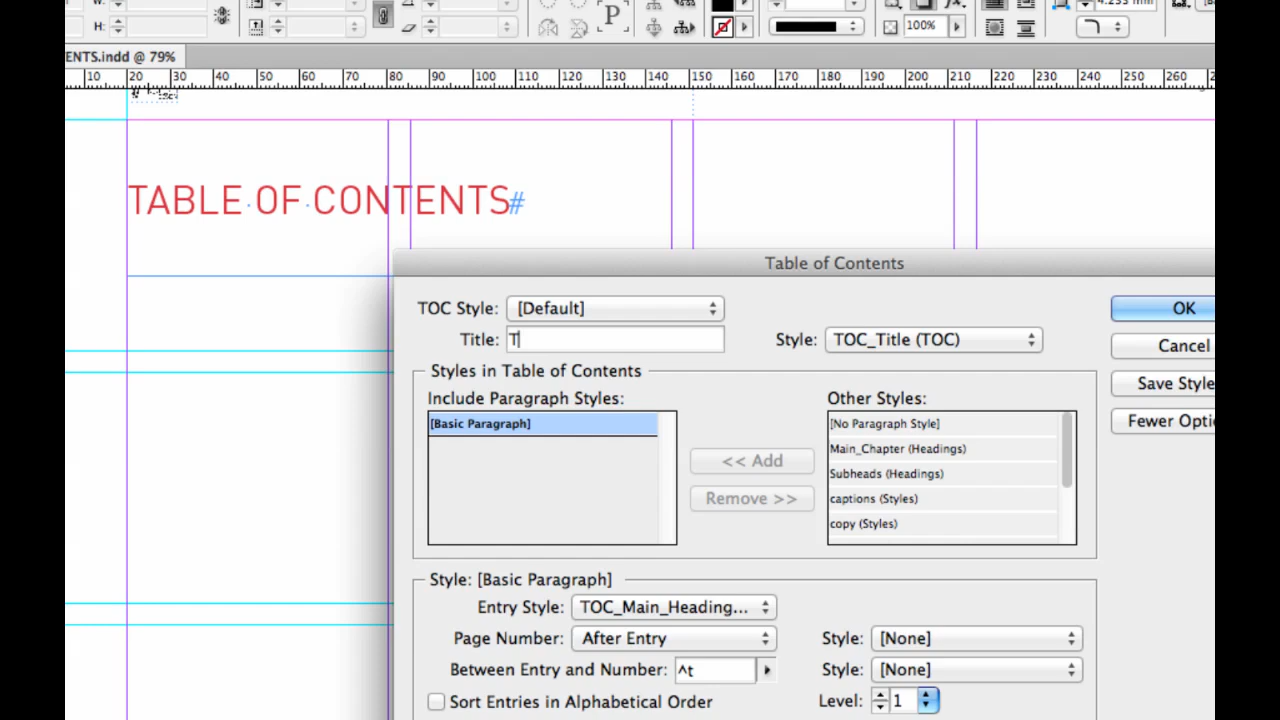 W:
4.233 mm
H:
P
100%
ENTS.indd @ 79%
10 20 30 40 50 60 70 80 90 100 110 120 130 140 150 160 170 180 190 200 210 220 230 240 250 260
TABLE OF CONTENTS#
Table of Contents
TOC Style: [Default]
OK
Title: T
Style: TOC_Title (TOC)
Cancel
Styles in Table of Contents
Save Style
Include Paragraph Styles:
Other Styles:
Fewer Opti
[Basic Paragraph]
[No Paragraph Style]
Main_Chapter (Headings)
<< Add
Subheads (Headings)
Remove >>
captions (Styles)
copy (Styles)
Style: [Basic Paragraph]
Entry Style: TOC_Main_Heading...
Page Number: After Entry
Style: [None]
Between Entry and Number: ^t
Style: [None]
Sort Entries in Alphabetical Order
Level: 1